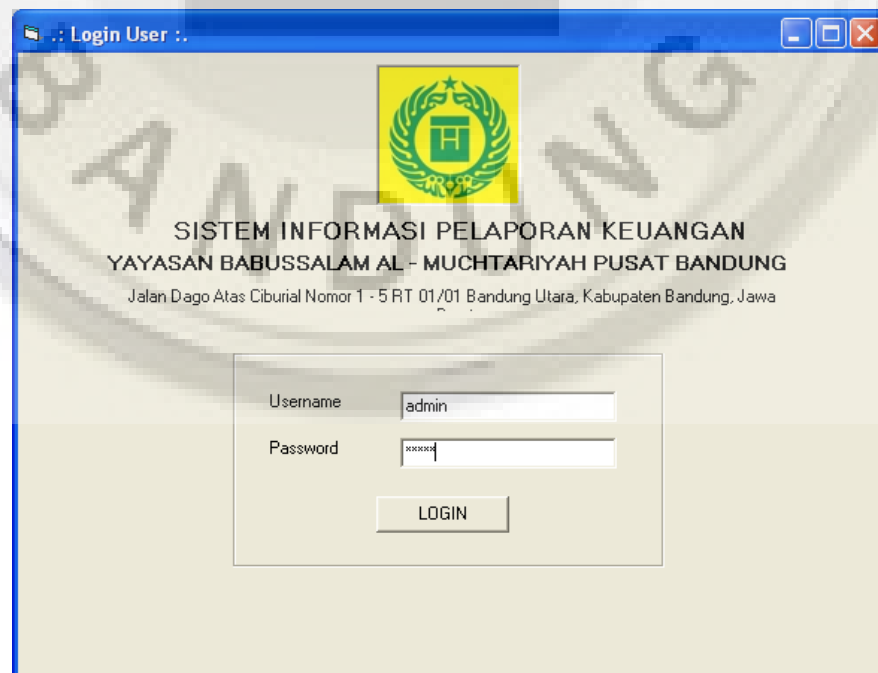 .: Login User :.
SISTEM INFORMASI PELAPORAN KEUANGAN
YAYASAN BABUSSALAM AL - MUCHTARIYAH PUSAT BANDUNG
Jalan Dago Atas Ciburial Nomor 1 - 5 RT 01/01 Bandung Utara, Kabupaten Bandung, Jawa
Username admin
Password *****
LOGIN
BANDUNG